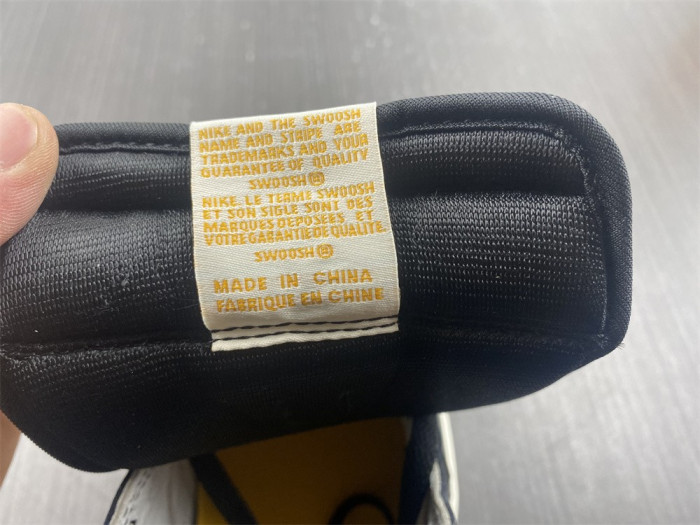 NIKE AND THE SWOOSH
NAME AND STRIPE ARE
TRADEMARKS AND YOUR
GUARANTEE OF QUALITY
SWOOSH®
NIKE. LE TERME SWOOSH
ET SON SIGLE SONT DES
MARQUES DEPOSEES ET
VOTRE GARANTIE DE QUALITE.
SWOOSH®
MADE IN CHINA
FABRIQUE EN CHINE